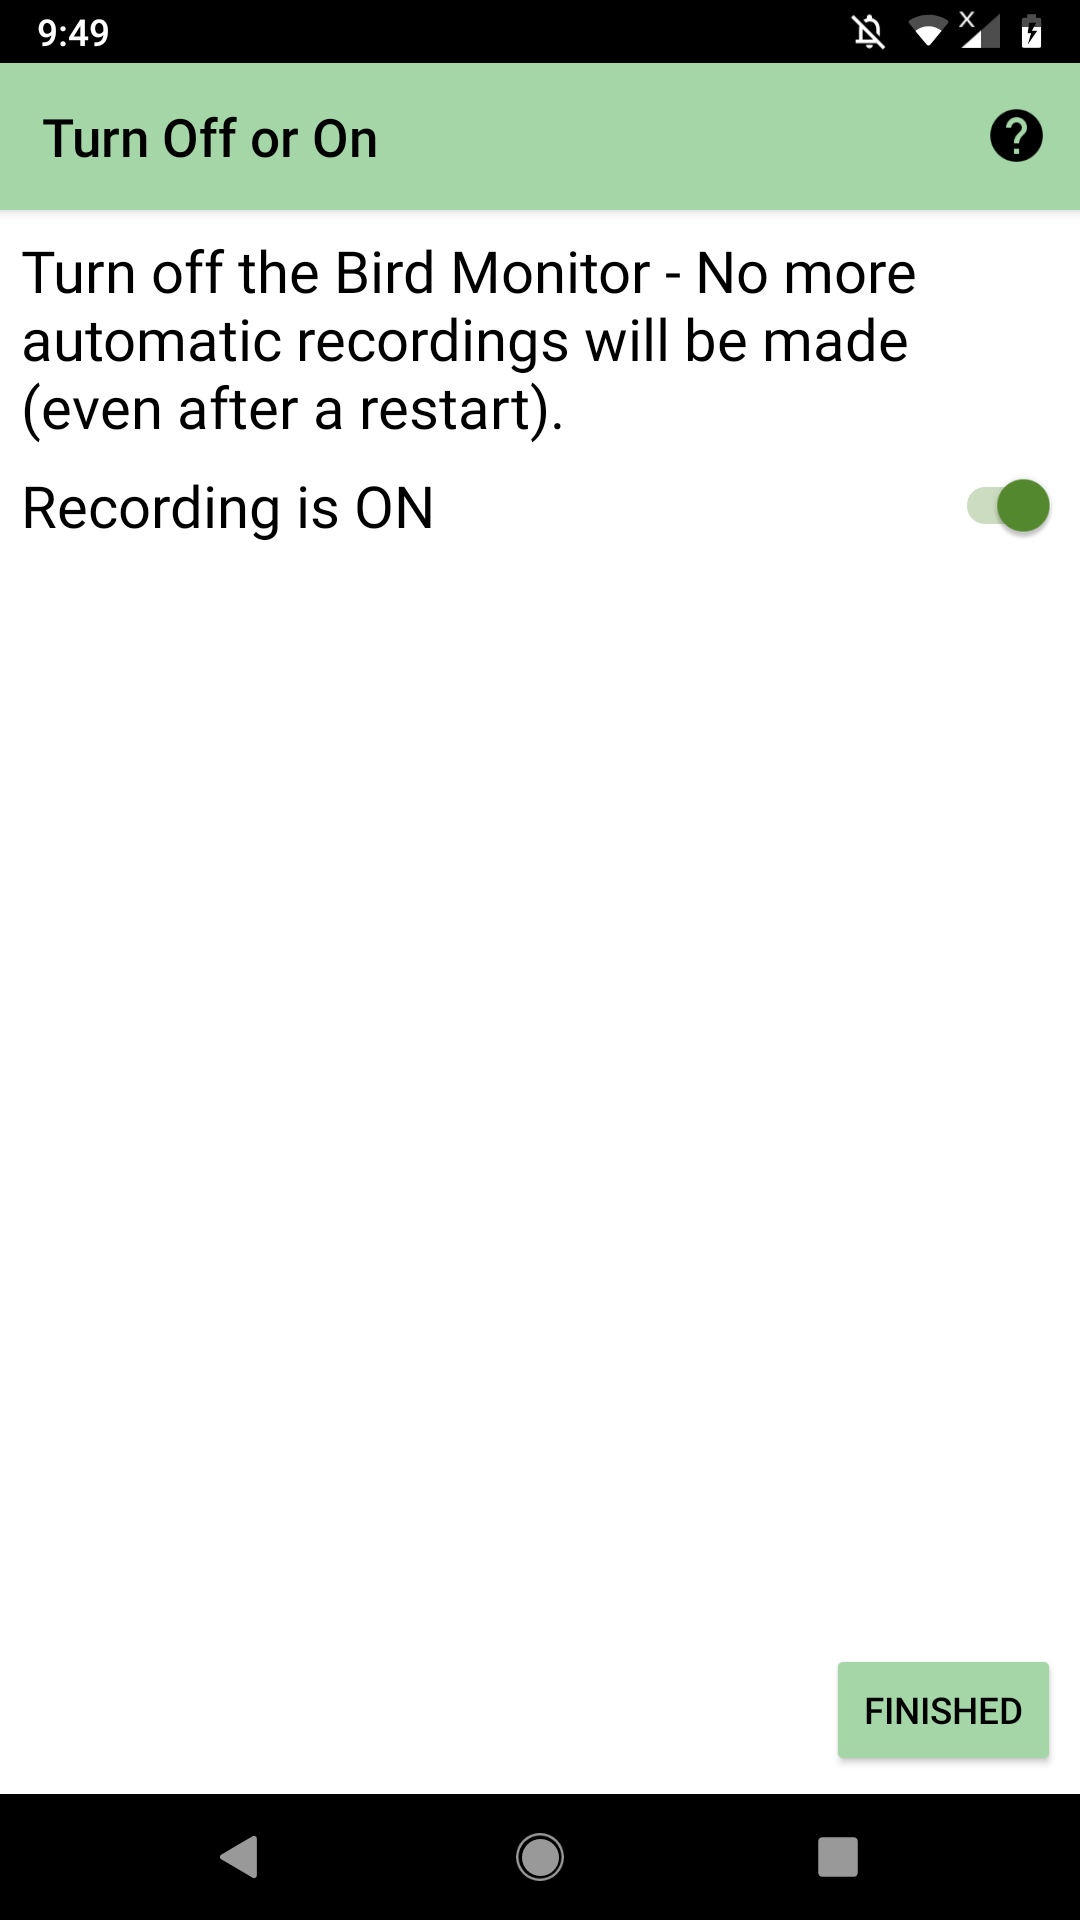 9:49
Turn Off or On
Turn off the Bird Monitor - No more
automatic recordings will be made
(even after a restart).
Recording is ON
FINISHED